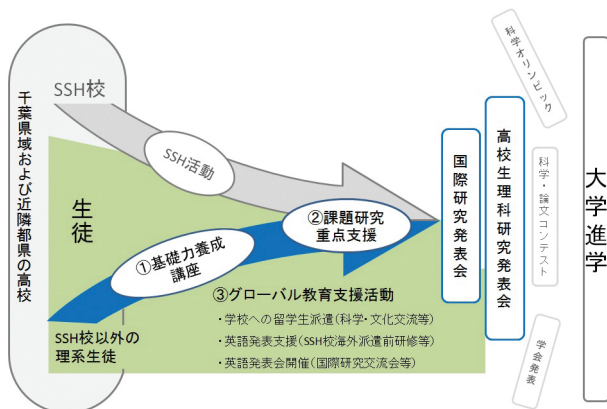 千葉県域および近隣都県の高校
SSH校
SSH活動
生徒
①基礎力養成
講座
②課題研究
重点支援
SSH校以外の
理系生徒
③グローバル教育支援活動
・学校への留学生派遣(科学・文化交流等)
・英語発表支援(SSH校海外派遣前研修等)
・英語発表会開催(国際研究交流会等)
国際研究発表会
高校生理科研究発表会
科学オリンピック
科学・論文コンテスト
学会発表
大学進学